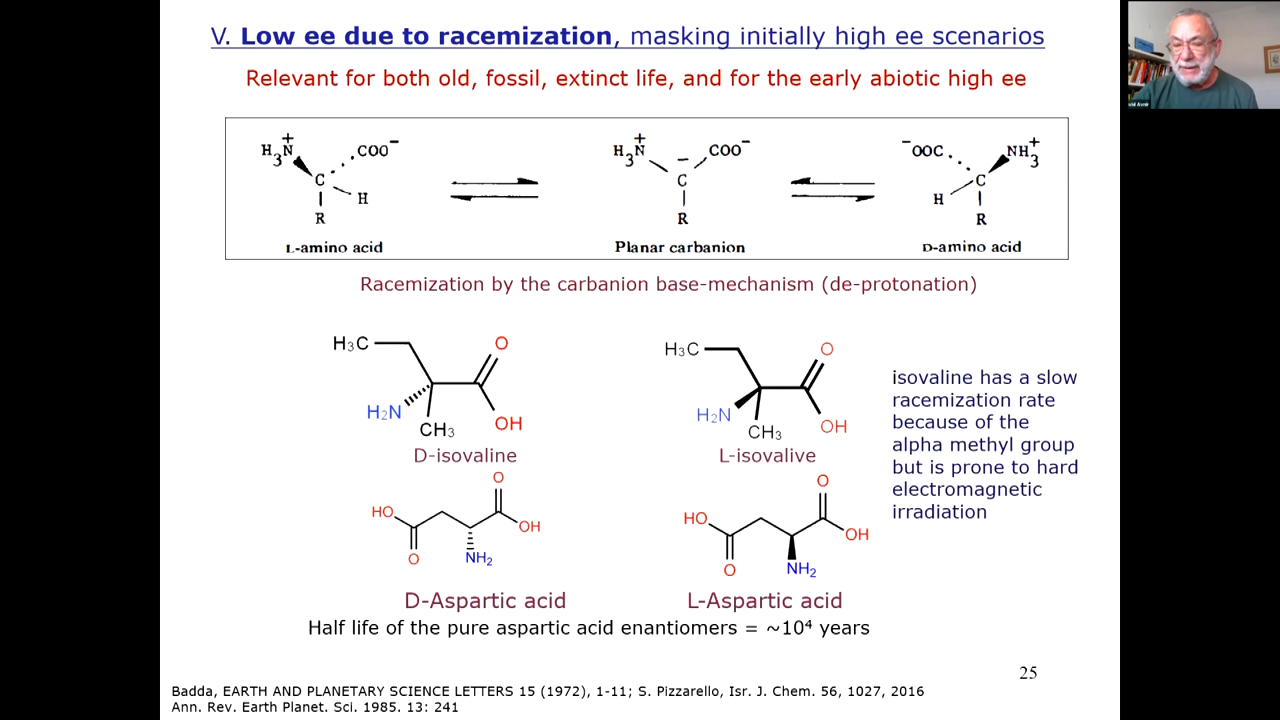 V. Low ee due to racemization, masking initially high ee scenarios
Relevant for both old, fossil, extinct life, and for the early abiotic high ee
H₃N⁺ COO⁻
C
H
R
L-amino acid
H₃N⁺ COO⁻
−
C
R
Planar carbanion
⁻OOC NH₃⁺
C
H
R
D-amino acid
Racemization by the carbanion base-mechanism (de-protonation)
H₃C O
H₂N
CH₃
OH
D-isovaline
H₃C O
H₂N
CH₃
OH
L-isovalive
isovaline has a slow
racemization rate
because of the
alpha methyl group
but is prone to hard
electromagnetic
irradiation
O
HO
OH
O
NH₂
D-Aspartic acid
O
HO
OH
O
NH₂
L-Aspartic acid
Half life of the pure aspartic acid enantiomers = ~10⁴ years
25
Badda, EARTH AND PLANETARY SCIENCE LETTERS 15 (1972), 1-11; S. Pizzarello, Isr. J. Chem. 56, 1027, 2016
Ann. Rev. Earth Planet. Sci. 1985. 13: 241